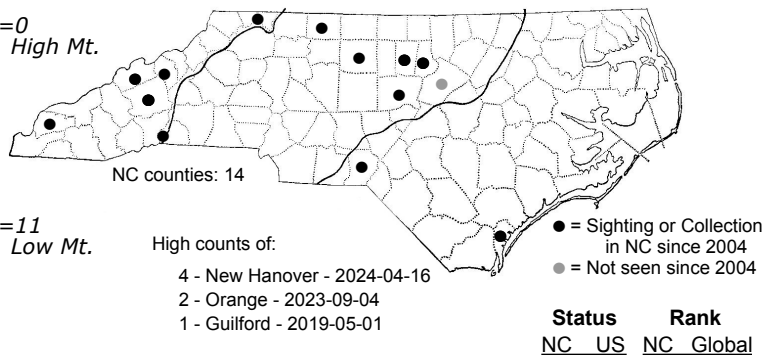 =0
High Mt.
NC counties: 14
=11
Low Mt.
High counts of:
4 - New Hanover - 2024-04-16
2 - Orange - 2023-09-04
1 - Guilford - 2019-05-01
● = Sighting or Collection
in NC since 2004
● = Not seen since 2004
Status Rank
NC US NC Global